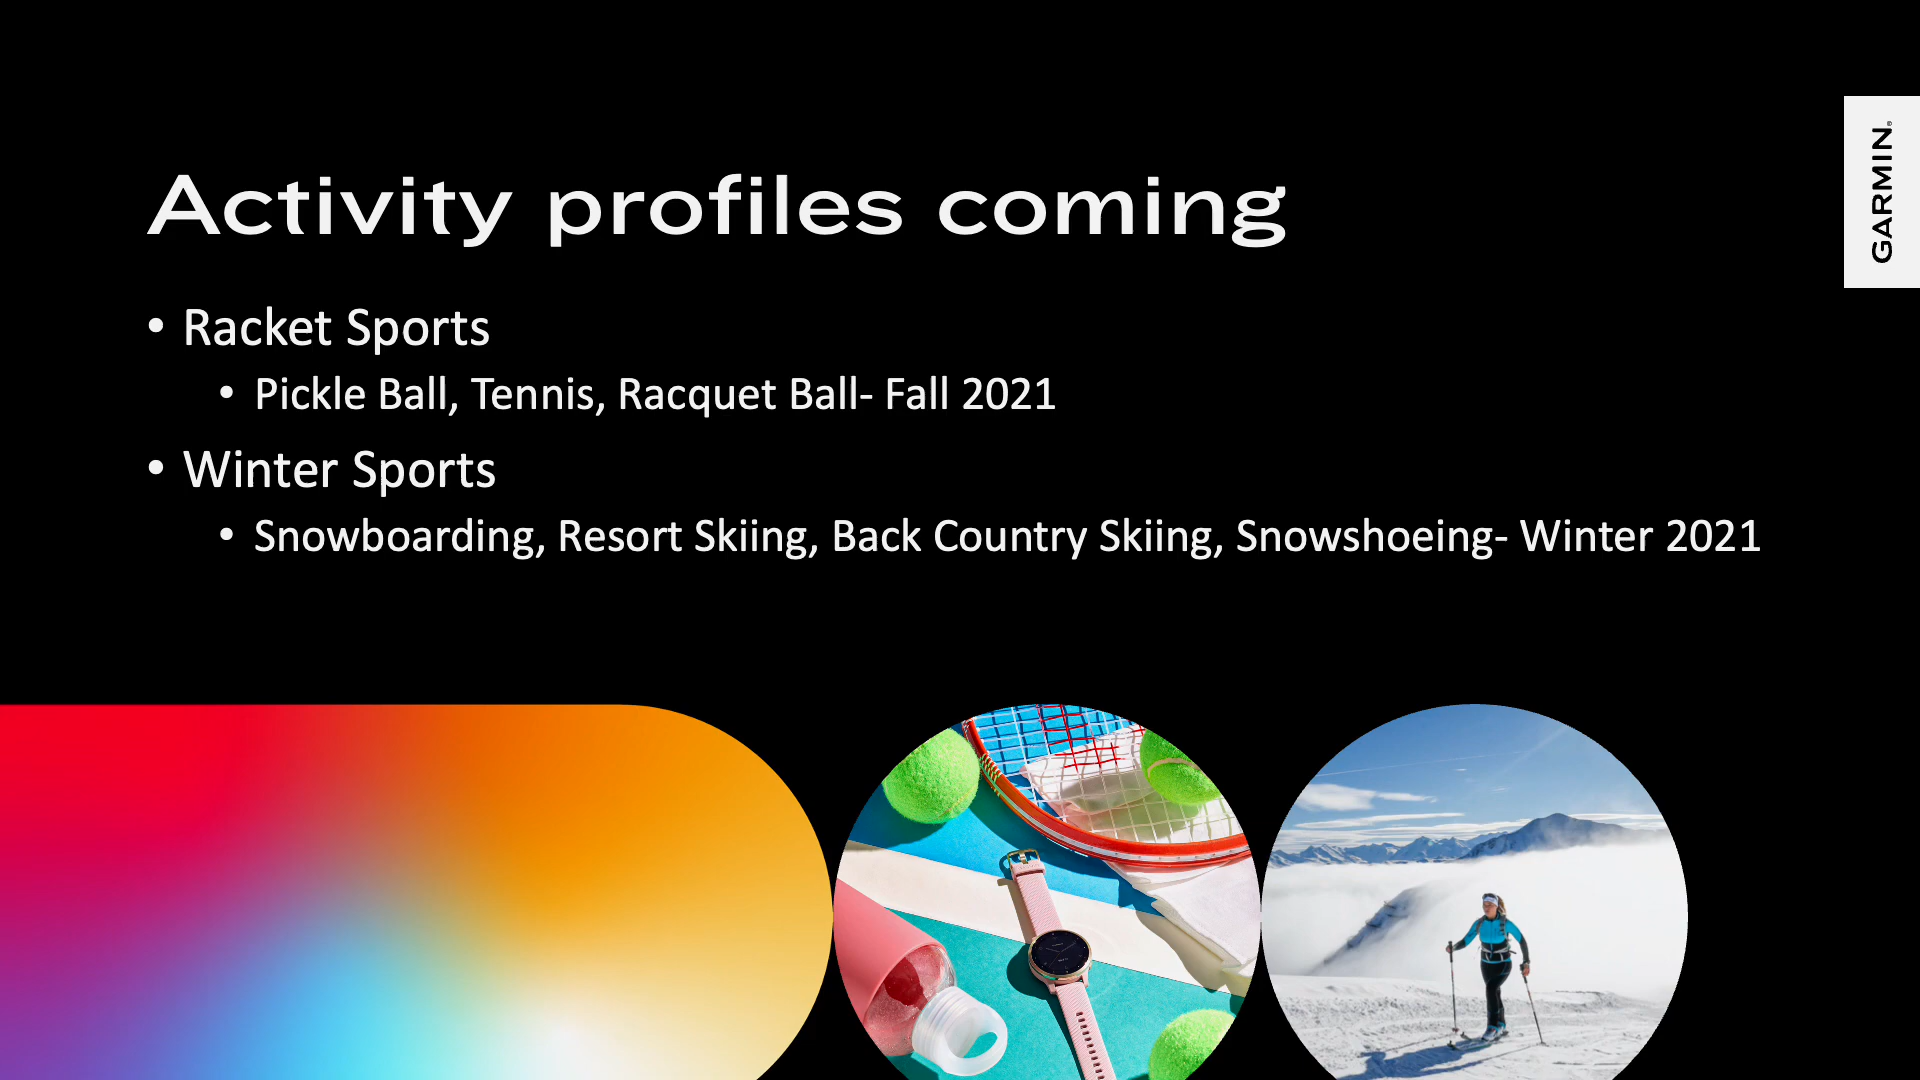 Activity profiles coming
• Racket Sports
• Pickle Ball, Tennis, Racquet Ball- Fall 2021
• Winter Sports
• Snowboarding, Resort Skiing, Back Country Skiing, Snowshoeing- Winter 2021
GARMIN®